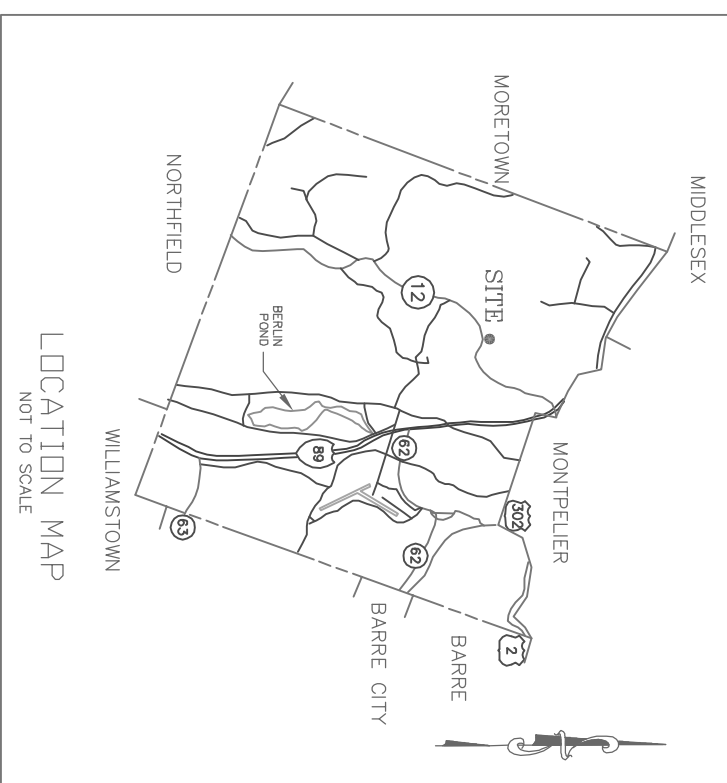 MIDDLESEX
MORETOWN
SITE
12
NORTHFIELD
BERLIN
POND
MONTPELIER
302
62
89
62
2
63
WILLIAMSTOWN
BARRE
BARRE CITY
LOCATION MAP
NOT TO SCALE